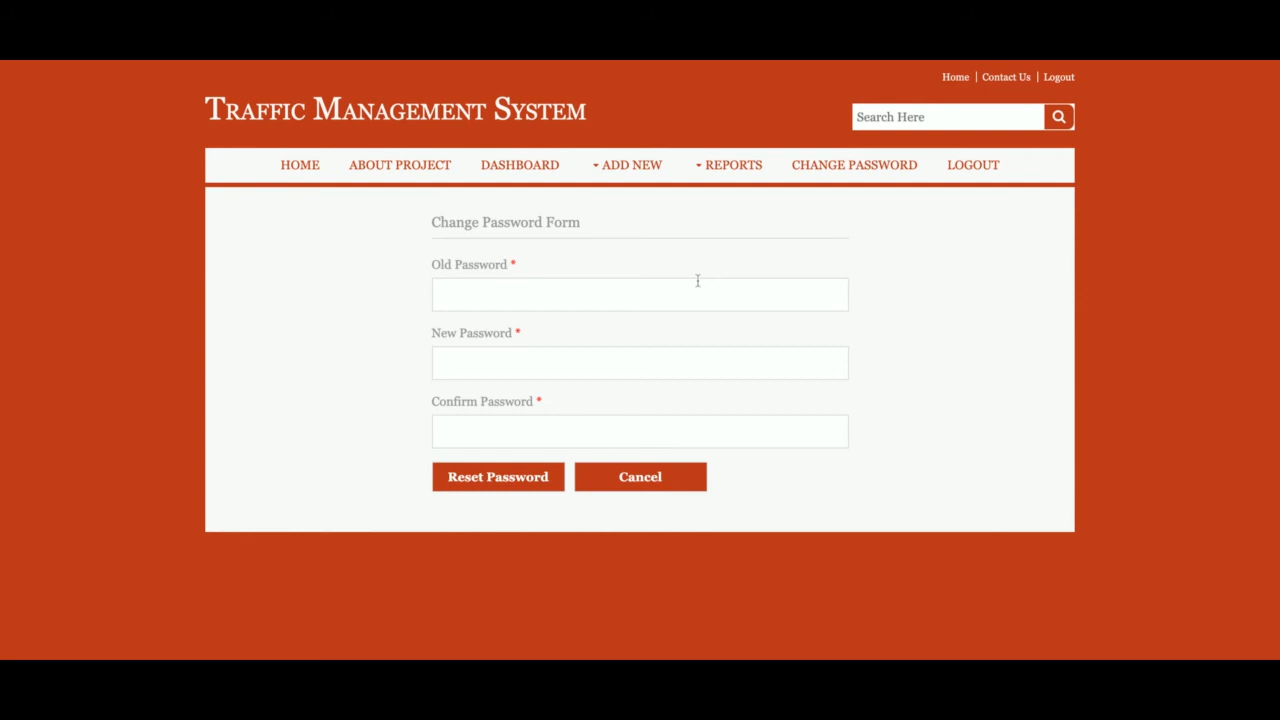 Home | Contact Us | Logout
Traffic Management System
Search Here
HOME ABOUT PROJECT DASHBOARD ADD NEW REPORTS CHANGE PASSWORD LOGOUT
Change Password Form
Old Password *
New Password *
Confirm Password *
Reset Password Cancel